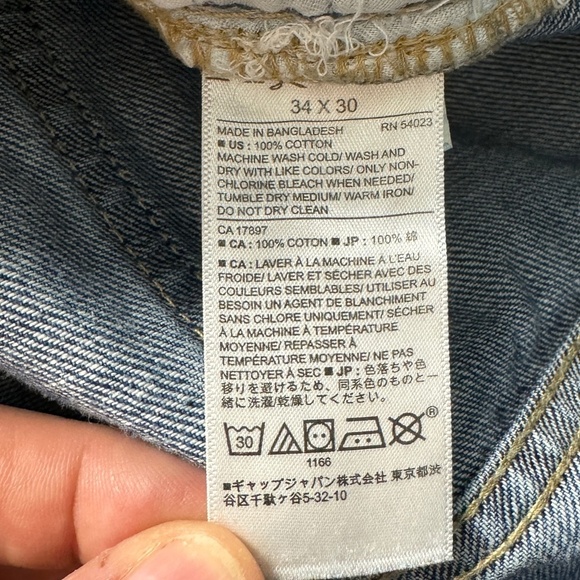 34 X 30
MADE IN BANGLADESH RN 54023
■ US : 100% COTTON
MACHINE WASH COLD/ WASH AND
DRY WITH LIKE COLORS/ ONLY NON-
CHLORINE BLEACH WHEN NEEDED/
TUMBLE DRY MEDIUM/ WARM IRON/
DO NOT DRY CLEAN
CA 17897
■ CA : 100% COTON ■ JP : 100% 綿
■ CA : LAVER À LA MACHINE À L'EAU
FROIDE/ LAVER ET SÉCHER AVEC DES
COULEURS SEMBLABLES/ UTILISER AU
BESOIN UN AGENT DE BLANCHIMENT
SANS CHLORE UNIQUEMENT/ SÉCHER
À LA MACHINE À TEMPÉRATURE
MOYENNE/ REPASSER À
TEMPÉRATURE MOYENNE/ NE PAS
NETTOYER À SEC ■ JP : 色落ちや色
移りを避けるため、同系色のものと一
緒に洗濯/乾燥してください。
30 ®
1166
■ギャップジャパン株式会社 東京都渋
谷区千駄ヶ谷5-32-10